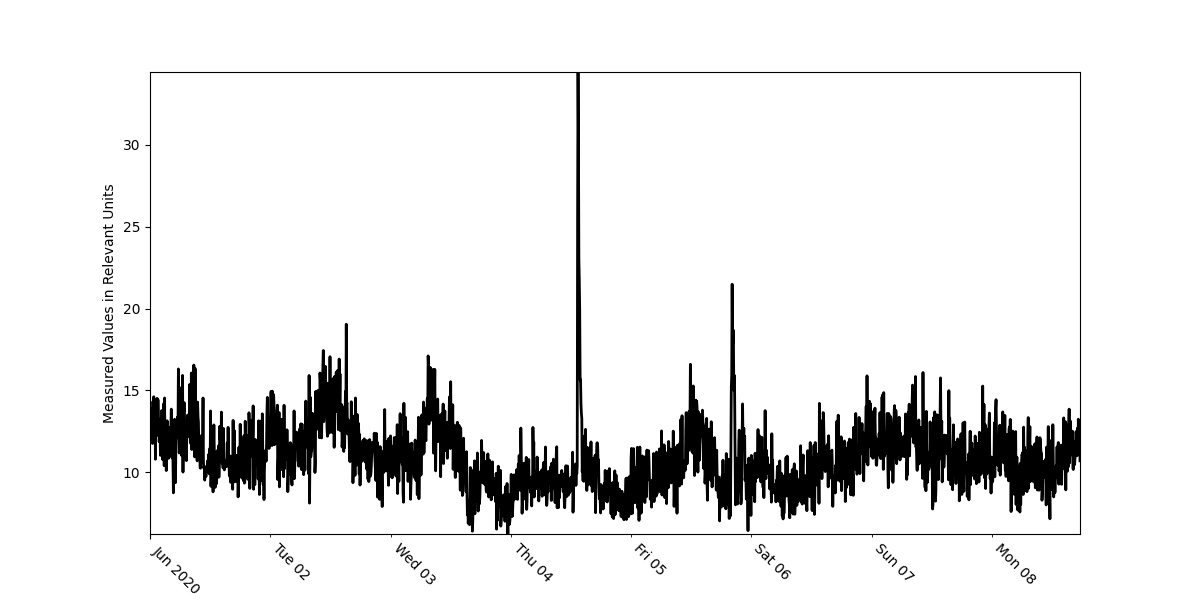 30
25
20
15
10
Measured Values in Relevant Units
Jun 2020
Tue 02
Wed 03
Thu 04
Fri 05
Sat 06
Sun 07
Mon 08